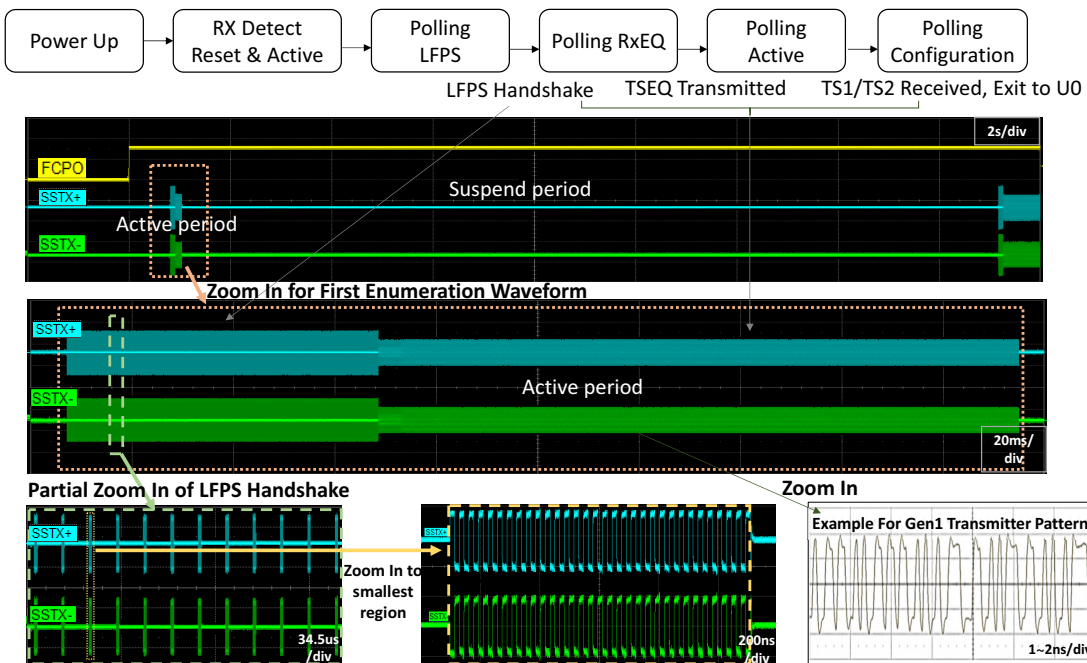 Power Up
RX Detect
Reset & Active
Polling
LFPS
Polling RxEQ
Polling
Active
Polling
Configuration
LFPS Handshake
TSEQ Transmitted
TS1/TS2 Received, Exit to U0
2s/div
FCPO
SSTX+
Suspend period
Active period
SSTX-
Zoom In for First Enumeration Waveform
SSTX+
Active period
SSTX-
20ms/
div
Partial Zoom In of LFPS Handshake
Zoom In
SSTX+
SSTX-
34.5us
/div
Zoom In to
smallest
region
SSTX+
SSTX-
200ns
/div
Example For Gen1 Transmitter Pattern
1~2ns/div